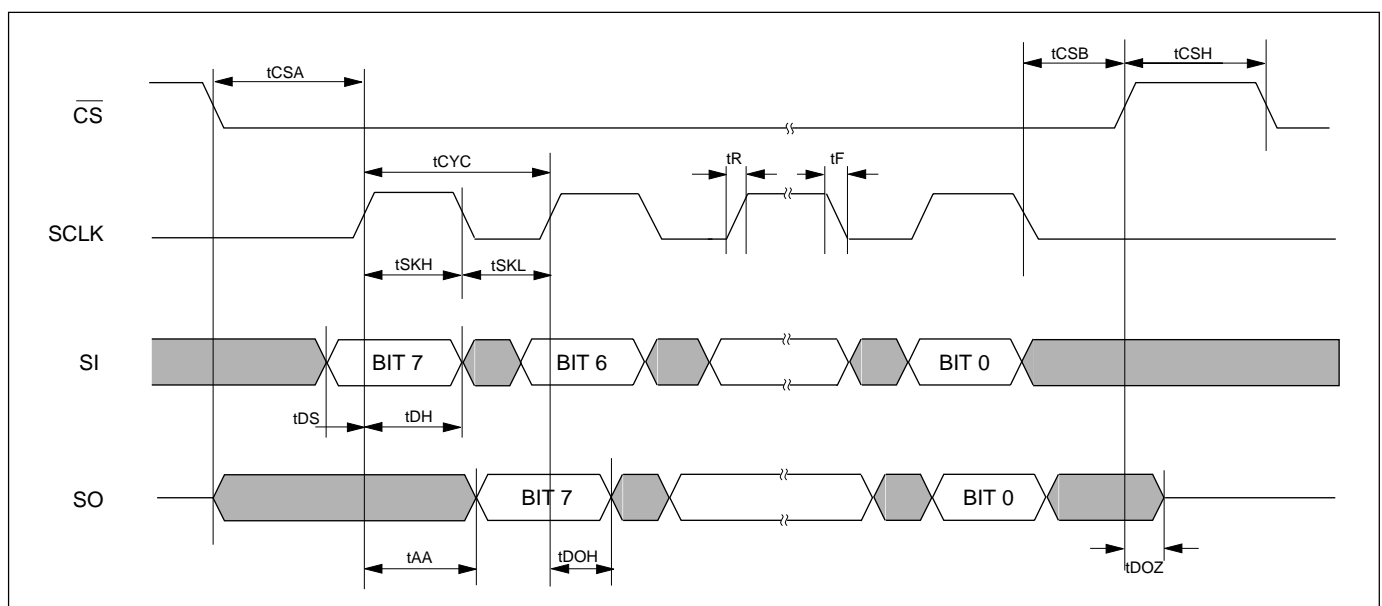 tCSA
tCSB
tCSH
CS
tCYC
tR
tF
SCLK
tSKH
tSKL
SI
BIT 7
BIT 6
BIT 0
tDS
tDH
SO
BIT 7
BIT 0
tAA
tDOH
tDOZ